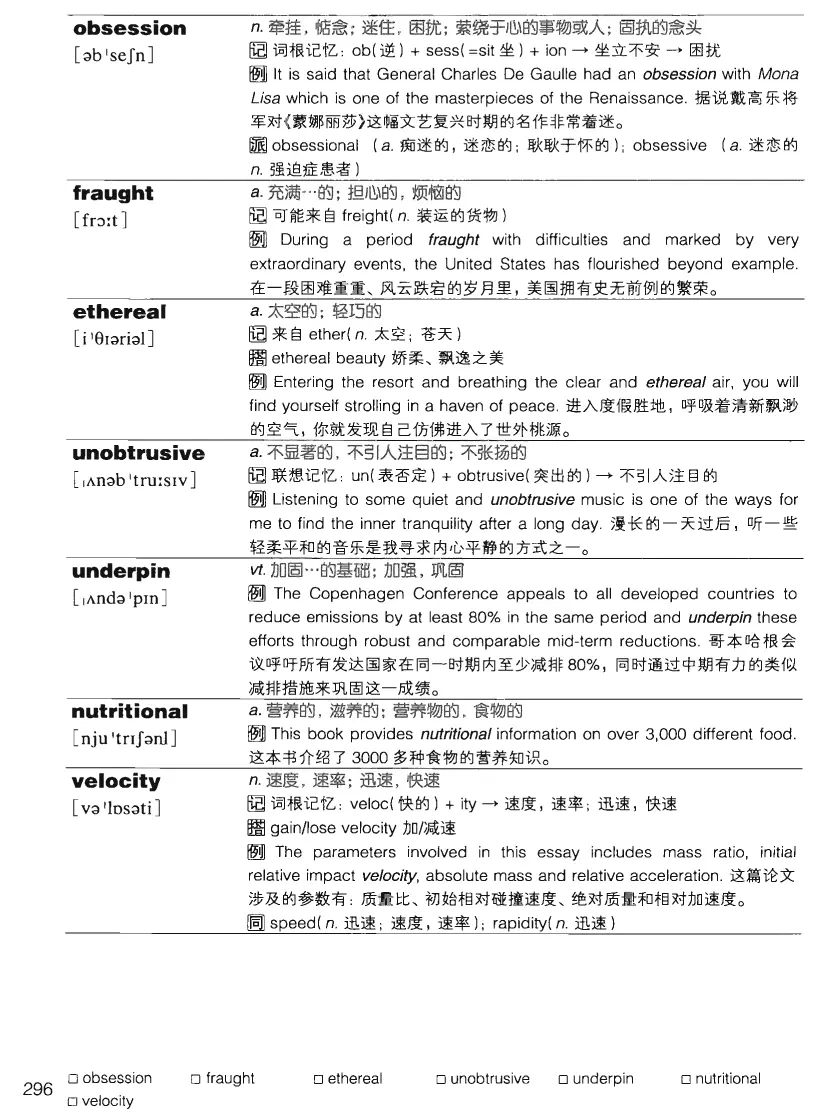 obsession n. 牵挂，惦念；迷住，困扰；萦绕于心的事物或人；固执的念头
[əbˈseʃn] 记 词根记忆：ob(逆) + sess(=sit 坐) + ion → 坐立不安 → 困扰
例 It is said that General Charles De Gaulle had an obsession with Mona
Lisa which is one of the masterpieces of the Renaissance. 据说戴高乐将
军对《蒙娜丽莎》这幅文艺复兴时期的名作非常着迷。
派 obsessional (a. 痴迷的，迷恋的；耿耿于怀的); obsessive (a. 迷恋的
n. 强迫症患者)
fraught a. 充满…的；担心的，烦恼的
[frɔːt] 记 可能来自 freight(n. 装运的货物)
例 During a period fraught with difficulties and marked by very
extraordinary events, the United States has flourished beyond example.
在一段困难重重、风云跌宕的岁月里，美国拥有史无前例的繁荣。
ethereal a. 太空的；轻巧的
[iˈθɪəriəl] 记 来自 ether(n. 太空；苍天)
搭 ethereal beauty 娇柔、飘逸之美
例 Entering the resort and breathing the clear and ethereal air, you will
find yourself strolling in a haven of peace. 进入度假胜地，呼吸着清新飘渺
的空气，你就发现自己仿佛进入了世外桃源。
unobtrusive a. 不显著的，不引人注目的；不张扬的
[ˌʌnəbˈtruːsɪv] 记 联想记忆：un(表否定) + obtrusive(突出的) → 不引人注目的
例 Listening to some quiet and unobtrusive music is one of the ways for
me to find the inner tranquility after a long day. 漫长的一天过后，听一些
轻柔平和的音乐是我寻求内心平静的方式之一。
underpin vt. 加固…的基础；加强，巩固
[ˌʌndəˈpɪn] 例 The Copenhagen Conference appeals to all developed countries to
reduce emissions by at least 80% in the same period and underpin these
efforts through robust and comparable mid-term reductions. 哥本哈根会
议呼吁所有发达国家在同一时期内至少减排 80%，同时通过中期有力的类似
减排措施来巩固这一成绩。
nutritional a. 营养的，滋养的；营养物的，食物的
[njuˈtrɪʃənl] 例 This book provides nutritional information on over 3,000 different food.
这本书介绍了 3000 多种食物的营养知识。
velocity n. 速度，速率；迅速，快速
[vəˈlɒsəti] 记 词根记忆：veloc(快的) + ity → 速度，速率；迅速，快速
搭 gain/lose velocity 加/减速
例 The parameters involved in this essay includes mass ratio, initial
relative impact velocity, absolute mass and relative acceleration. 这篇论文
涉及的参数有：质量比、初始相对碰撞速度、绝对质量和相对加速度。
同 speed(n. 迅速；速度，速率); rapidity(n. 迅速)
□ obsession □ fraught □ ethereal □ unobtrusive □ underpin □ nutritional
296
□ velocity